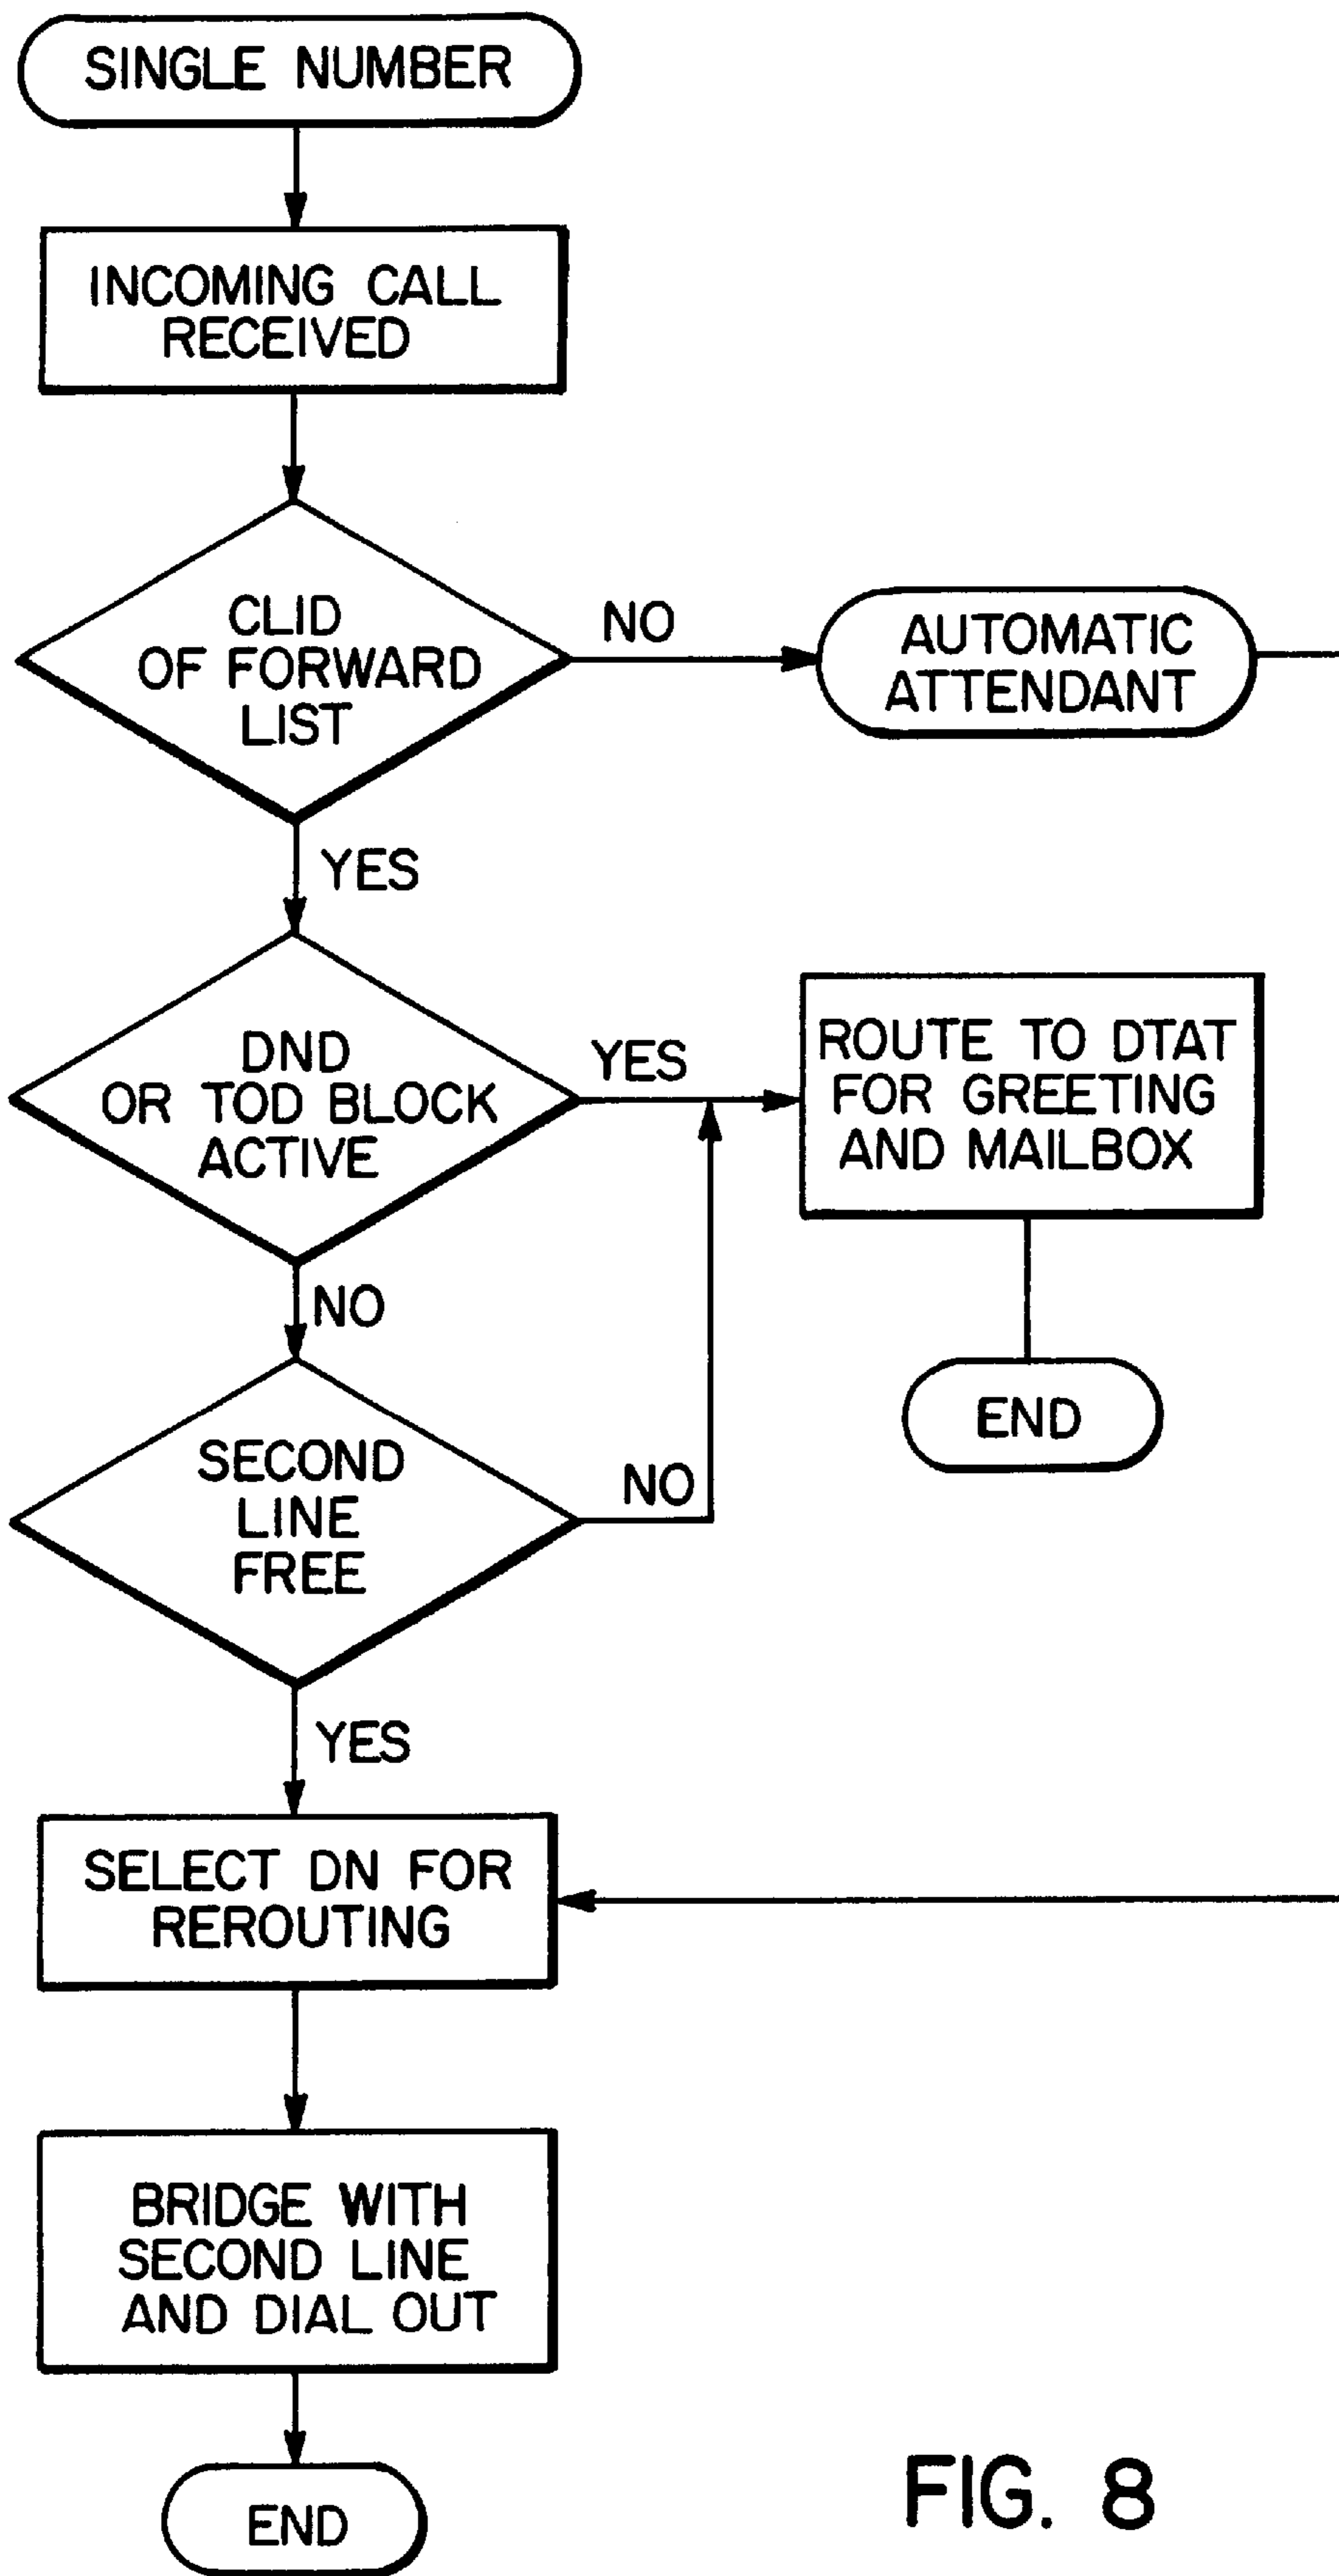 SINGLE NUMBER
INCOMING CALL
RECEIVED
CLID
OF FORWARD
LIST
NO
AUTOMATIC
ATTENDANT
YES
DND
OR TOD BLOCK
ACTIVE
YES
ROUTE TO DTAT
FOR GREETING
AND MAILBOX
NO
END
SECOND
LINE
FREE
NO
YES
SELECT DN FOR
REROUTING
BRIDGE WITH
SECOND LINE
AND DIAL OUT
END
FIG. 8